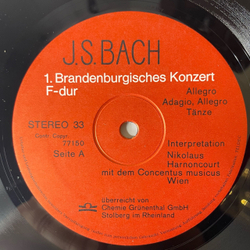 J.S. BACH
1. Brandenburgisches Konzert
F-dur
Allegro
Adagio, Allegro
Tänze
STEREO 33
77150
Seite A
Interpretation
Nikolaus
Harnoncourt
mit dem Concentus musicus
Wien
überreicht von
Chemie Grünenthal GmbH
Stolberg im Rheinland